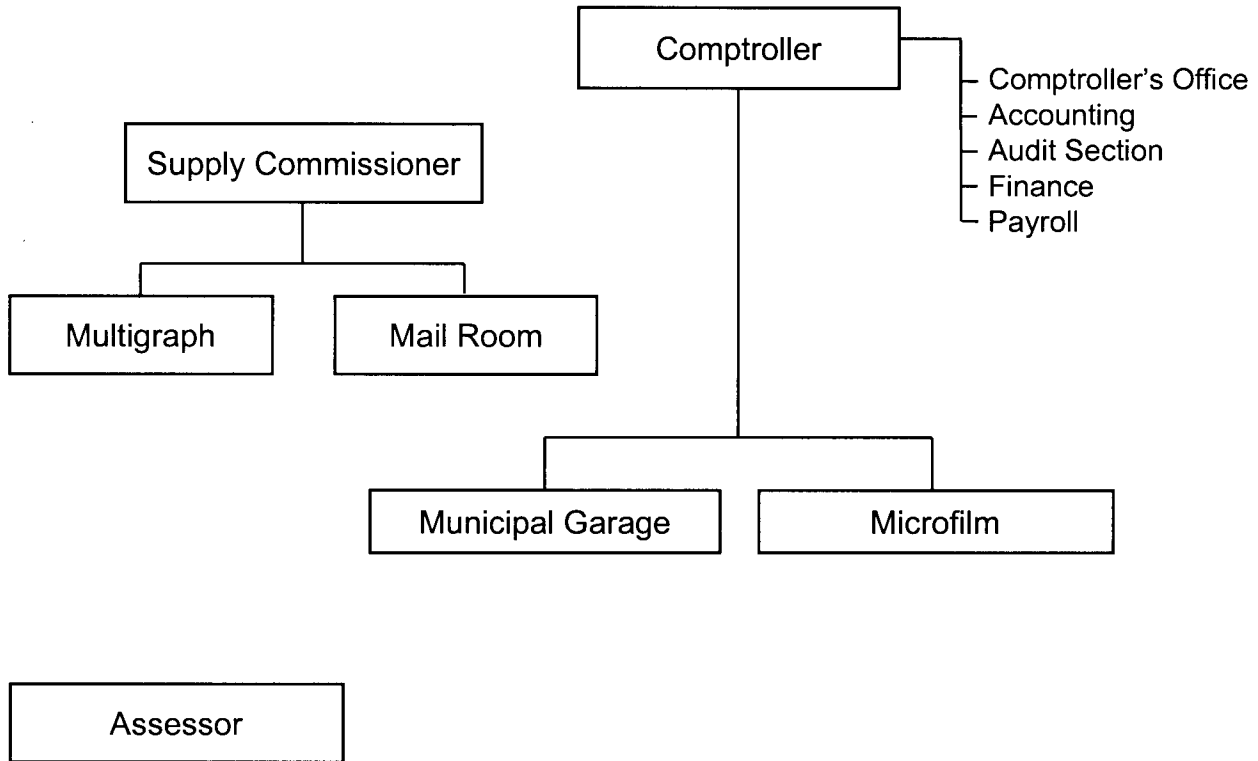 Comptroller
Comptroller's Office
Accounting
Audit Section
Finance
Payroll
Supply Commissioner
Multigraph
Mail Room
Municipal Garage
Microfilm
Assessor